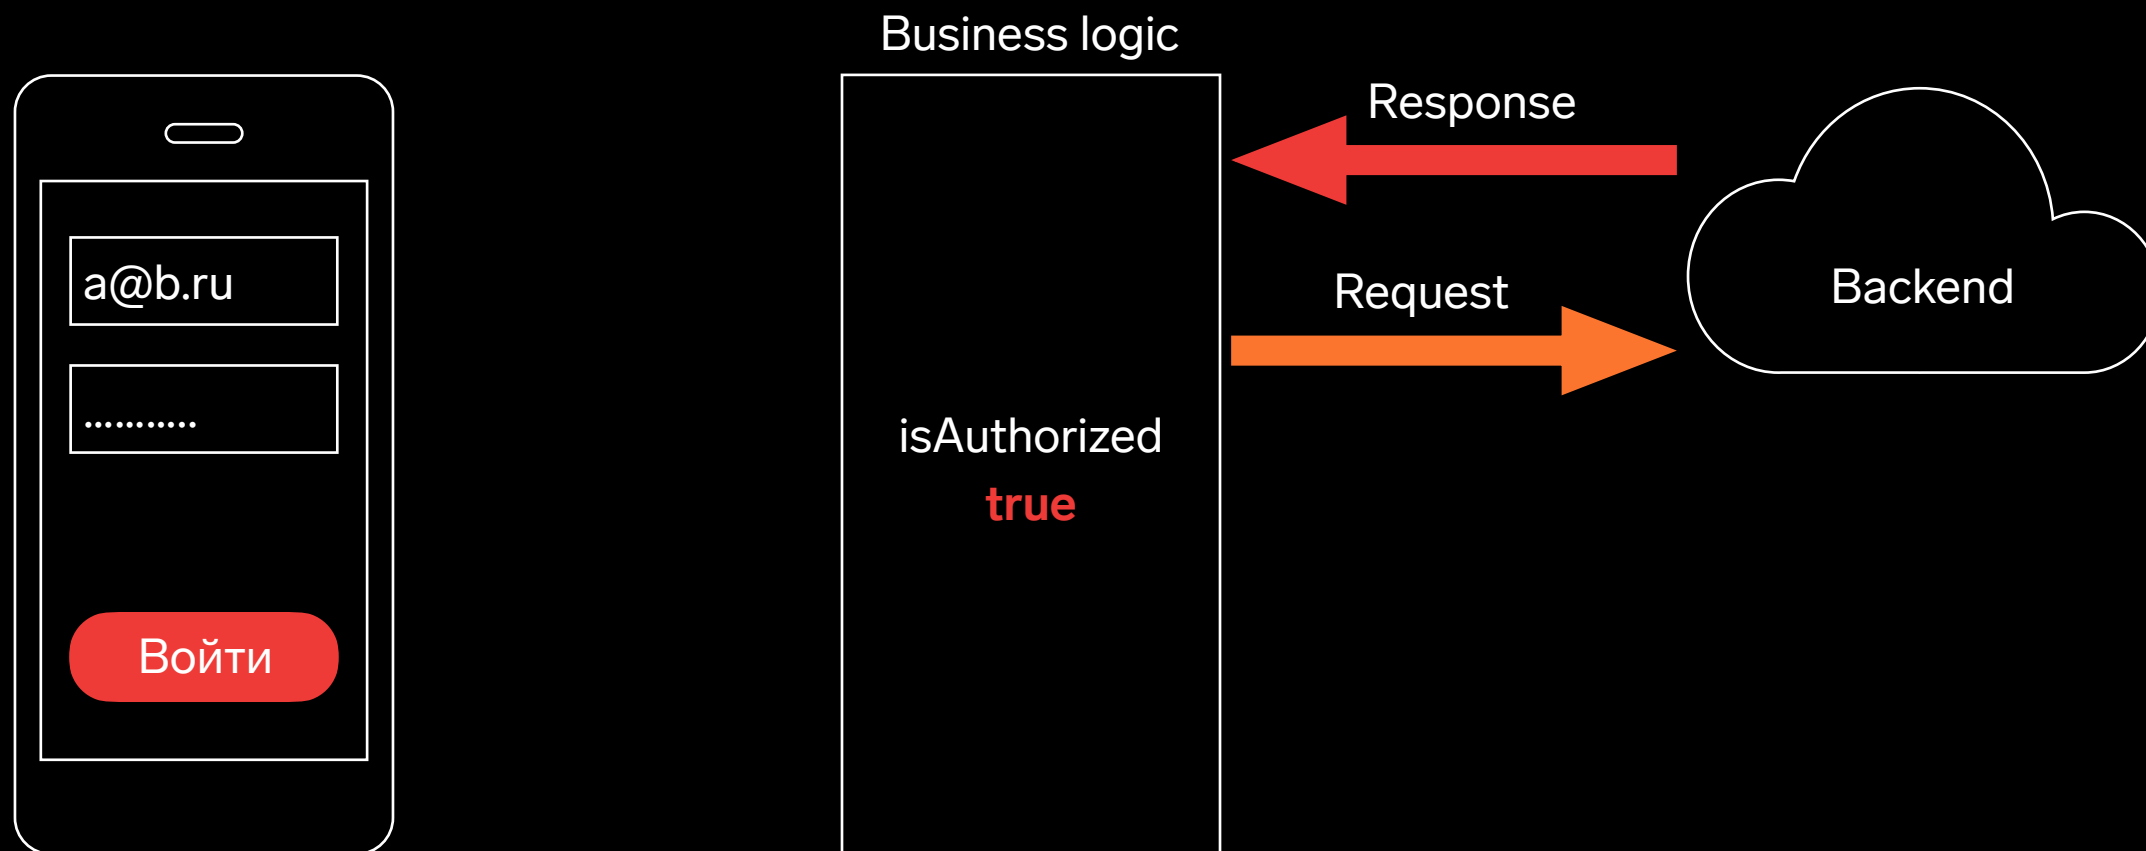 Business logic
Response
a@b.ru
Request
Backend
...........
isAuthorized
true
Войти